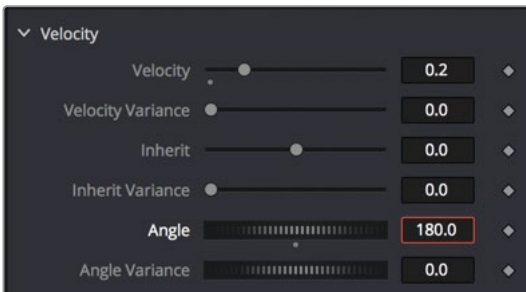 Velocity
Velocity 0.2
Velocity Variance 0.0
Inherit 0.0
Inherit Variance 0.0
Angle 180.0
Angle Variance 0.0